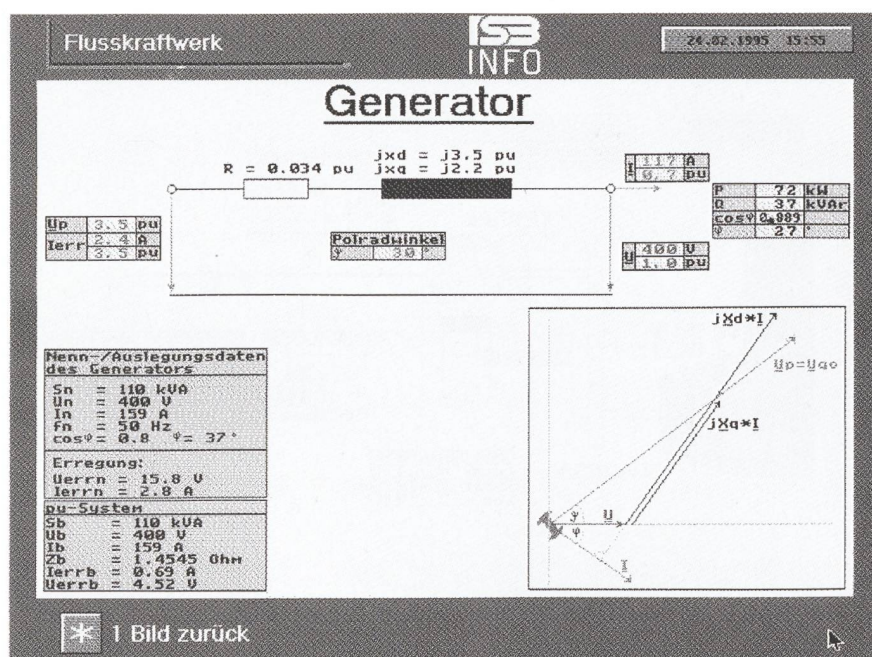 Flusskraftwerk
ISB
INFO
24.02.1995 15:55
Generator
R = 0.034 pu
jxd = j3.5 pu
jxq = j2.2 pu
I 117 A
0.7 pu
P 72 kW
Q 37 kVAr
cosφ 0.889
φ 27 °
Up 3.5 pu
Ierr 2.4 A
3.5 pu
Polradwinkel
ϑ 30 °
U 400 V
1.0 pu
jXd*I
Up=Uqo
jXq*I
ϑ U
φ
I
Nenn-/Auslegungsdaten
des Generators
Sn = 110 kVA
Un = 400 V
In = 159 A
fn = 50 Hz
cosφ= 0.8 φ= 37°
Erregung:
Uerrn = 15.8 V
Ierrn = 2.8 A
pu-System
Sb = 110 kVA
Ub = 400 V
Ib = 159 A
Zb = 1.4545 Ohm
Ierrb = 0.69 A
Uerrb = 4.52 V
* 1 Bild zurück